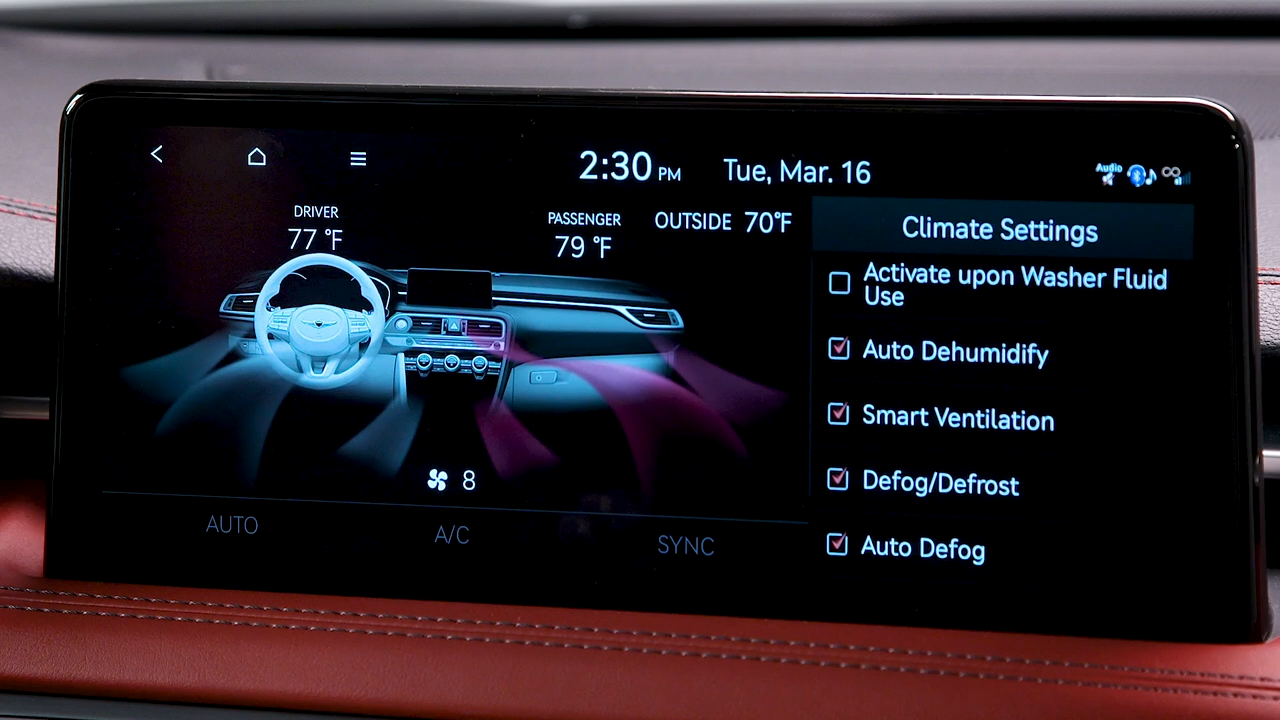 2:30 PM Tue, Mar. 16
Audio
DRIVER
77 °F
PASSENGER
79 °F
OUTSIDE 70°F
8
AUTO
A/C
SYNC
Climate Settings
Activate upon Washer Fluid
Use
Auto Dehumidify
Smart Ventilation
Defog/Defrost
Auto Defog